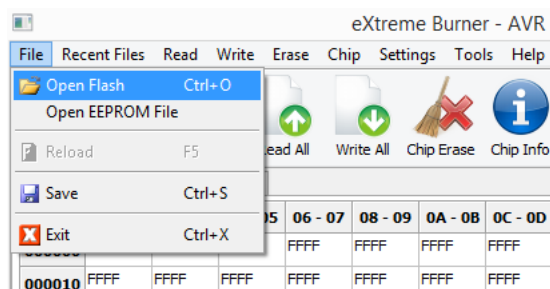 eXtreme Burner - AVR
File Recent Files Read Write Erase Chip Settings Tools Help
Open Flash Ctrl+O
Open EEPROM File
Reload F5
Save Ctrl+S
Exit Ctrl+X
ead All Write All Chip Erase Chip Info
05 06 - 07 08 - 09 0A - 0B 0C - 0D
FFFF FFFF FFFF FFFF
000010 FFFF FFFF FFFF FFFF FFFF FFFF FFFF